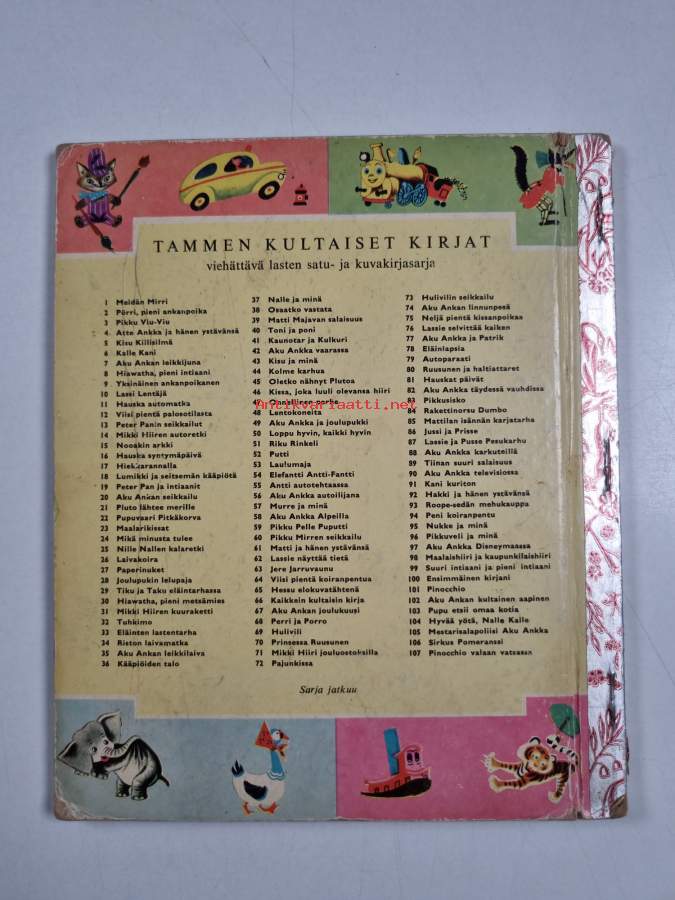 TAMMEN KULTAISET KIRJAT
viehättävä lasten satu- ja kuvakirjasarja
1 Meidän Mirri
2 Pörri, pieni ankanpoika
3 Pikku Viu-Viu
4 Atte Ankka ja hänen ystävänsä
5 Kisu Killisilmä
6 Kalle Kani
7 Aku Ankan leikkijuna
8 Hiawatha, pieni intiaani
9 Yksinäinen ankanpoikanen
10 Lassi Lentäjä
11 Hauska automatka
12 Viisi pientä palosotilasta
13 Peter Panin seikkailut
14 Mikki Hiiren autoretki
15 Nooakin arkki
16 Hauska syntymäpäivä
17 Hiekkarannalla
18 Lumikki ja seitsemän kääpiötä
19 Peter Pan ja intiaanit
20 Aku Ankan seikkailu
21 Pluto lähtee merille
22 Pupuvaari Pitkäkorva
23 Maalarikissat
24 Mikä minusta tulee
25 Nille Nallen kalaretki
26 Laivakoira
27 Paperinuket
28 Joulupukin lelupaja
29 Tiku ja Taku eläintarhassa
30 Hiawatha, pieni metsämies
31 Mikki Hiiren kuuraketti
32 Tuhkimo
33 Eläinten lastentarha
34 Riston laivamatka
35 Aku Ankan leikkilaiva
36 Kääpiöiden talo
37 Nalle ja minä
38 Osaatko vastata
39 Matti Majavan salaisuus
40 Toni ja poni
41 Kaunotar ja Kulkuri
42 Aku Ankka vaarassa
43 Kisu ja minä
44 Kolme karhua
45 Oletko nähnyt Plutoa
46 Kissa, joka luuli olevansa hiiri
47 Onnellinen perhe
Antikvariaatti.net
48 Lentokoneita
49 Aku Ankka ja joulupukki
50 Loppu hyvin, kaikki hyvin
51 Riku Rinkeli
52 Putti
53 Laulumaja
54 Elefantti Antti-Fantti
55 Antti autotehtaassa
56 Aku Ankka autoilijana
57 Murre ja minä
58 Aku Ankka Alpeilla
59 Pikku Pelle Puputti
60 Pikku Mirren seikkailu
61 Matti ja hänen ystävänsä
62 Lassie näyttää tietä
63 Jere Jarruvaunu
64 Viisi pientä koiranpentua
65 Hessu elokuvatähtenä
66 Kaikkein kultaisin kirja
67 Aku Ankan joulukuusi
68 Perri ja Porro
69 Hulivili
70 Prinsessa Ruusunen
71 Mikki Hiiri jouluostoksilla
72 Pajunkissa
73 Hulivilin seikkailu
74 Aku Ankan linnunpesä
75 Neljä pientä kissanpoikaa
76 Lassie selvittää kaiken
77 Aku Ankka ja Patrik
78 Eläinlapsia
79 Autoparaati
80 Ruusunen ja haltiattaret
81 Hauskat päivät
82 Aku Ankka täydessä vauhdissa
83 Pikkusisko
84 Rakettinorsu Dumbo
85 Mattilan isännän karjatarha
86 Jussi ja Prisse
87 Lassie ja Pusse Pesukarhu
88 Aku Ankka karkuteillä
89 Tiinan suuri salaisuus
90 Aku Ankka televisiossa
91 Kani kuriton
92 Hakki ja hänen ystävänsä
93 Roope-sedän mehukauppa
94 Peni koiranpentu
95 Nukke ja minä
96 Pikkuveli ja minä
97 Aku Ankka Disneymaassa
98 Maalaishiiri ja kaupunkilaishiiri
99 Suuri intiaani ja pieni intiaani
100 Ensimmäinen kirjani
101 Pinocchio
102 Aku Ankan kultainen aapinen
103 Pupu etsii omaa kotia
104 Hyvää yötä, Nalle Kalle
105 Mestarisalapoliisi Aku Ankka
106 Sirkus Pomeranssi
107 Pinocchio valaan vatsassa
Sarja jatkuu